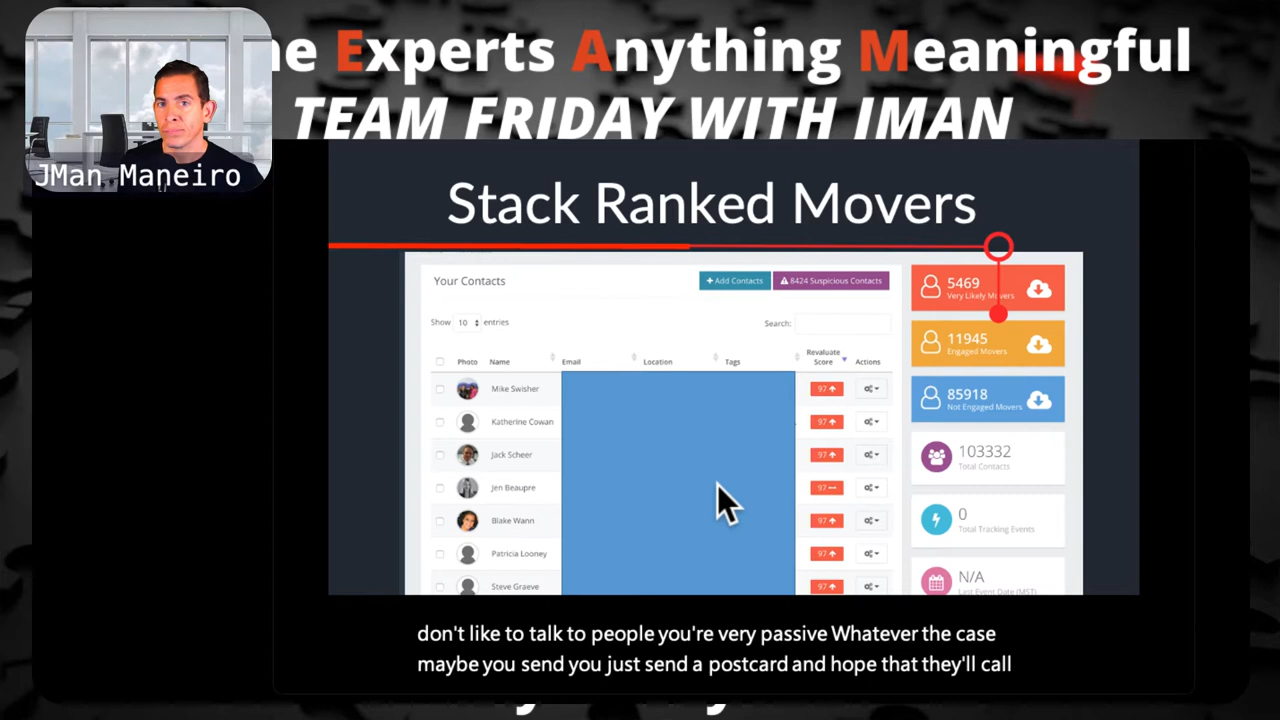 ne Experts Anything Meaningful
TEAM FRIDAY WITH IMAN
JMan Maneiro
Stack Ranked Movers
Your Contacts
+ Add Contacts
8424 Suspicious Contacts
5469
Very Likely Movers
Show 10 entries
Search:
11945
Engaged Movers
Photo Name Email Location Tags Revaluate Score Actions
85918
Not Engaged Movers
Mike Swisher 97
Katherine Cowan 97
Jack Scheer 97
103332
Total Contacts
Jen Beaupre 97
Blake Wann 97
0
Total Tracking Events
Patricia Looney 97
Steve Graeve 97
N/A
Last Event Date (MST)
don't like to talk to people you're very passive Whatever the case
maybe you send you just send a postcard and hope that they'll call